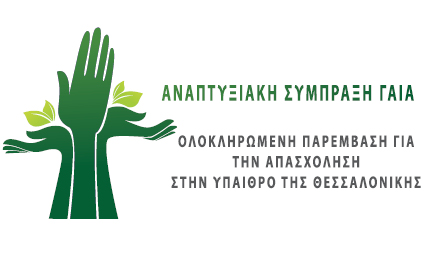 ΑΝΑΠΤΥΞΙΑΚΗ ΣΥΜΠΡΑΞΗ ΓΑΙΑ
ΟΛΟΚΛΗΡΩΜΕΝΗ ΠΑΡΕΜΒΑΣΗ ΓΙΑ
ΤΗΝ ΑΠΑΣΧΟΛΗΣΗ
ΣΤΗΝ ΥΠΑΙΘΡΟ ΤΗΣ ΘΕΣΣΑΛΟΝΙΚΗΣ